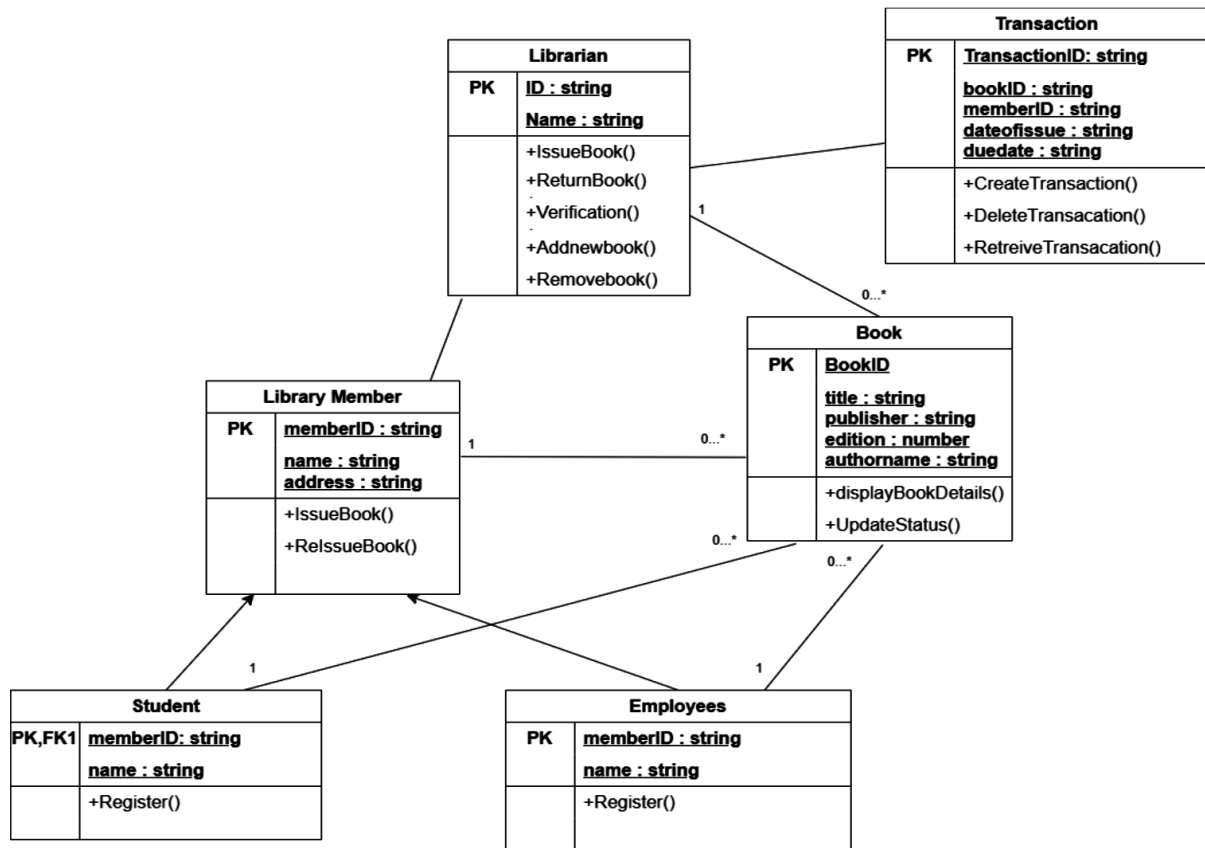 Transaction
PK
TransactionID: string
bookID : string
memberID : string
dateofissue : string
duedate : string
+CreateTransaction()
+DeleteTransacation()
+RetreiveTransacation()
Librarian
PK
ID : string
Name : string
+IssueBook()
+ReturnBook()
+Verification()
+Addnewbook()
+Removebook()
1
0...*
Book
PK
BookID
title : string
publisher : string
edition : number
authorname : string
+displayBookDetails()
+UpdateStatus()
Library Member
PK
memberID : string
name : string
address : string
+IssueBook()
+ReIssueBook()
1
0...*
0...*
0...*
1
1
Student
PK,FK1
memberID: string
name : string
+Register()
Employees
PK
memberID : string
name : string
+Register()